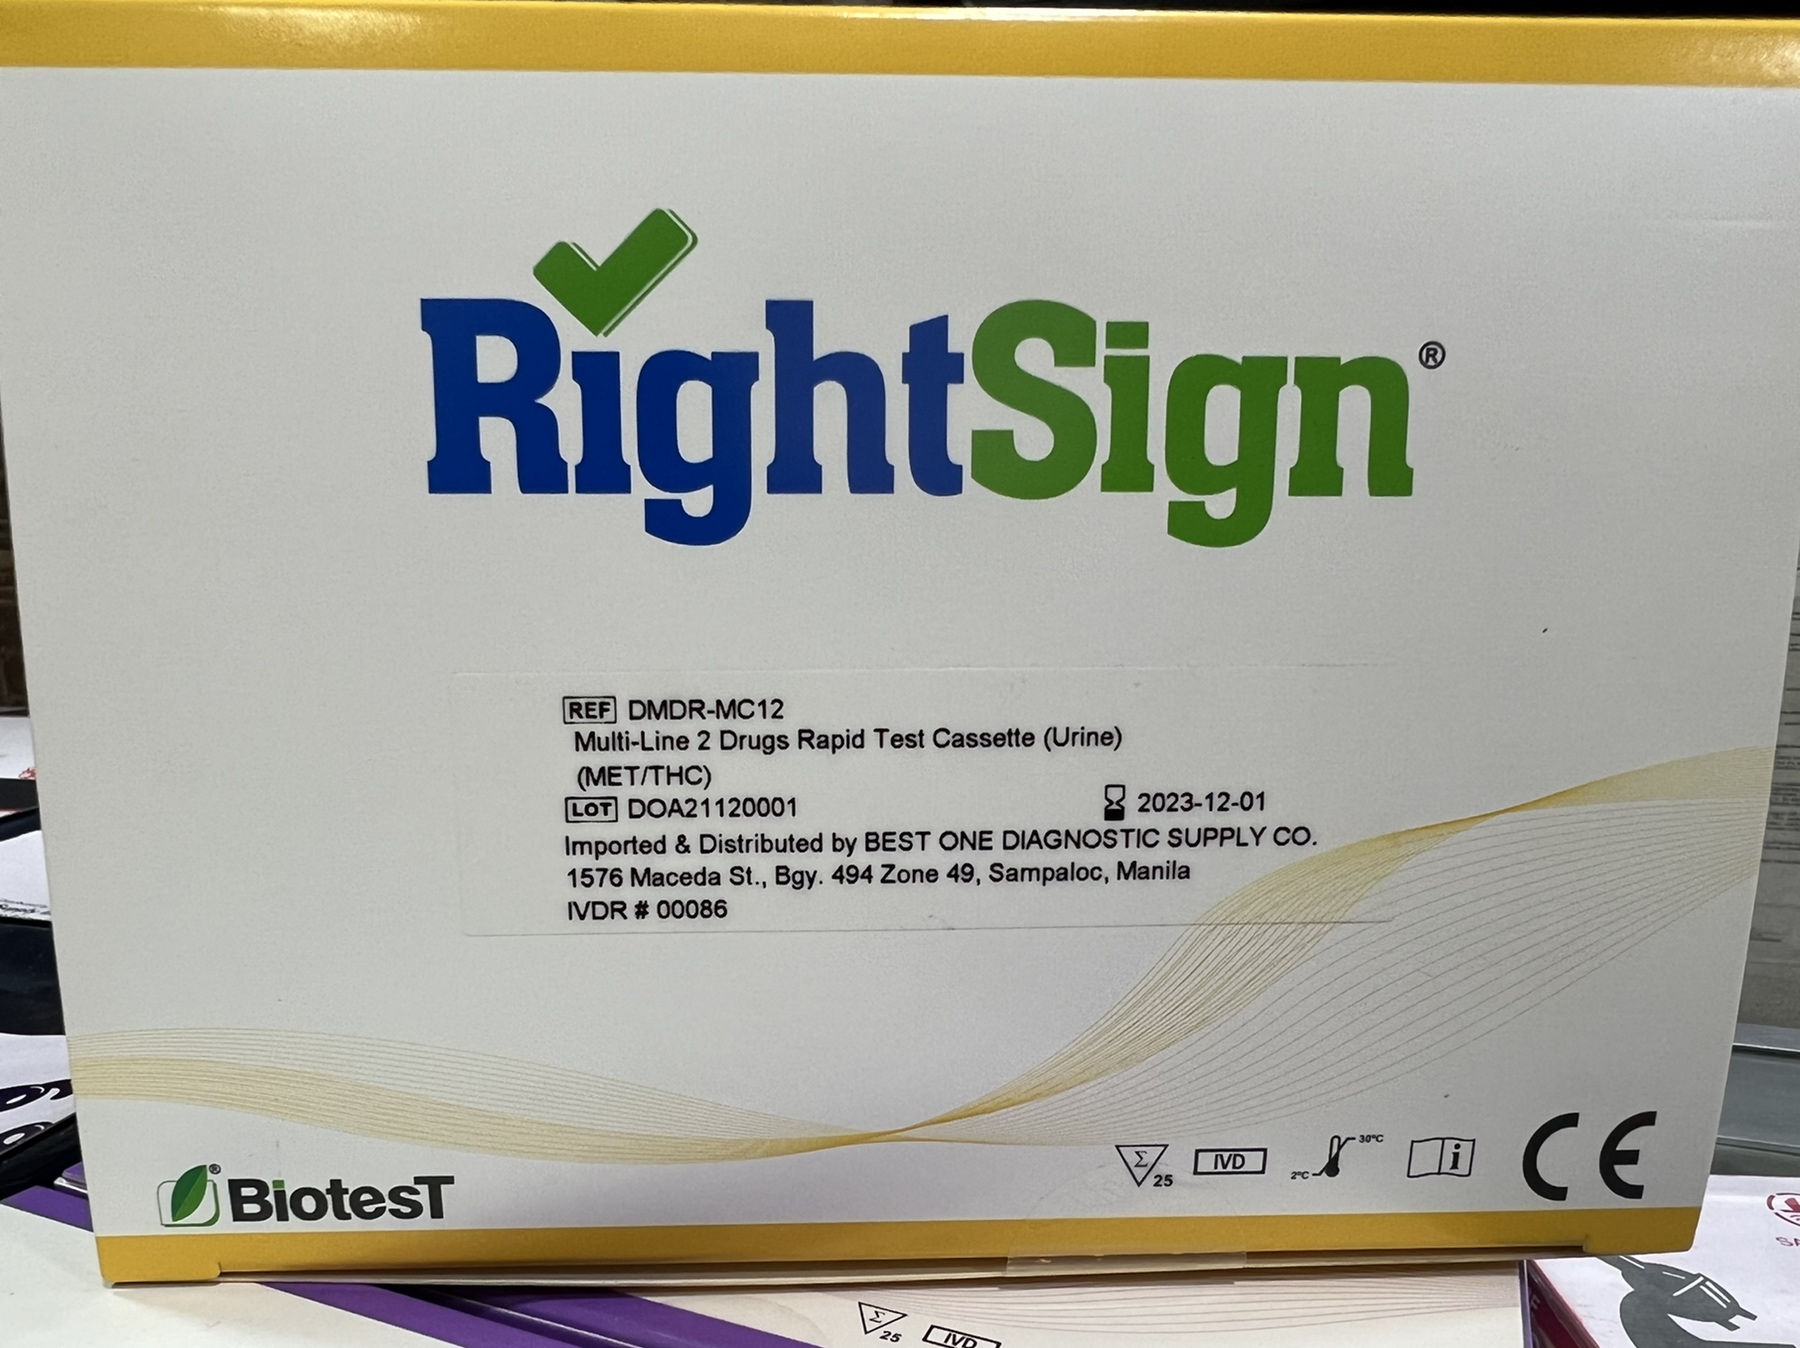 RightSign®
REF DMDR-MC12
Multi-Line 2 Drugs Rapid Test Cassette (Urine)
(MET/THC)
LOT DOA21120001 2023-12-01
Imported & Distributed by BEST ONE DIAGNOSTIC SUPPLY CO.
1576 Maceda St., Bgy. 494 Zone 49, Sampaloc, Manila
IVDR # 00086
BiotesT®
Σ 25 IVD 2°C 30°C i CE
Σ 25 IVD